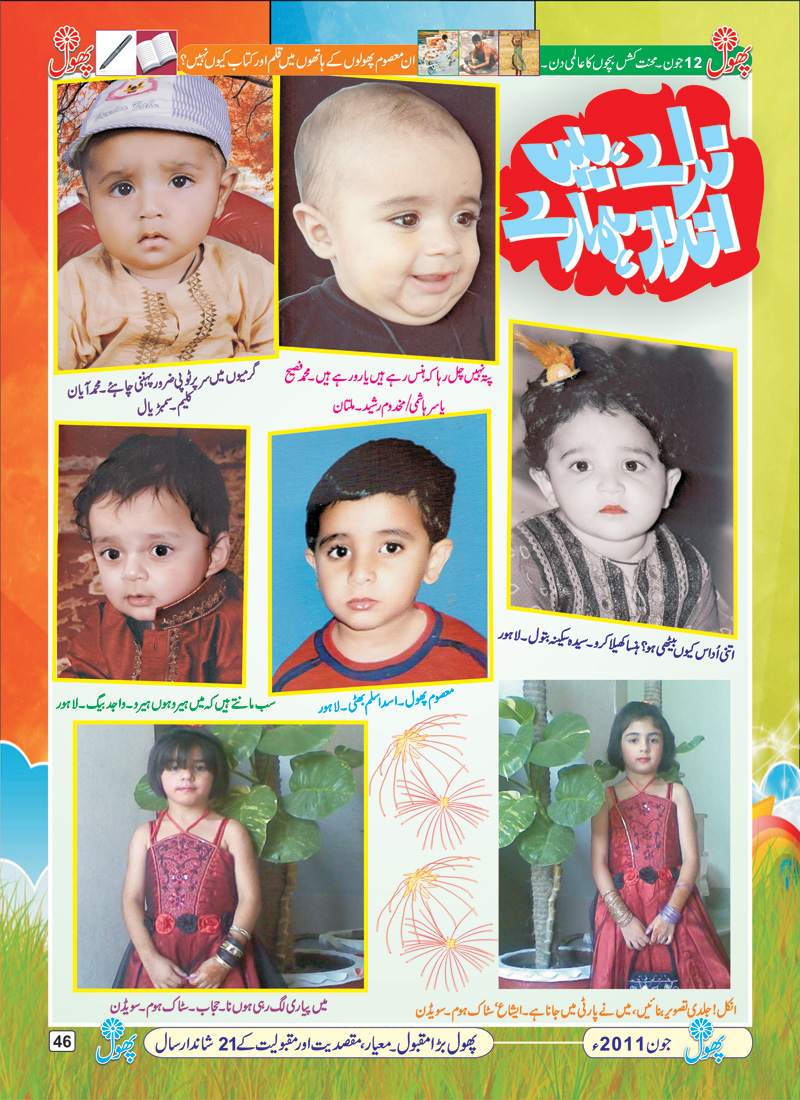 پھول
12 جون۔ محنت کش بچوں کا عالمی دن۔
ان معصوم پھولوں کے ہاتھوں میں قلم اور کتاب کیوں نہیں؟
پھول
نرالے ہیں
انداز ہمارے
پتہ نہیں چل رہا کہ ہنس رہے ہیں یا رو رہے ہیں۔ محمد فصیح
یاسر ہاشمی/ مخدوم رشید۔ ملتان
گرمیوں میں سر پر ٹوپی ضرور پہننی چاہئے۔ محمد آیان
کلیم۔ سمبڑیال
اتنی اُداس کیوں بیٹھی ہو؟ ہنسا کھیلا کرو۔ سیدہ سکینہ بتول۔ لاہور
معصوم پھول۔ اسد اسلم بھٹی۔ لاہور
سب مانتے ہیں کہ میں ہیرو ہوں ہیرو۔ واجد بیگ۔ لاہور
انکل! جلدی تصویر بنائیں، میں نے پارٹی میں جانا ہے۔ ایشاع، سٹاک ہوم۔ سویڈن
میں پیاری لگ رہی ہوں نا۔ حجاب۔ سٹاک ہوم۔ سویڈن
پھول
جون 2011ء
پھول بڑا مقبول۔ معیار، مقصدیت اور مقبولیت کے 21 شاندار سال
پھول
46